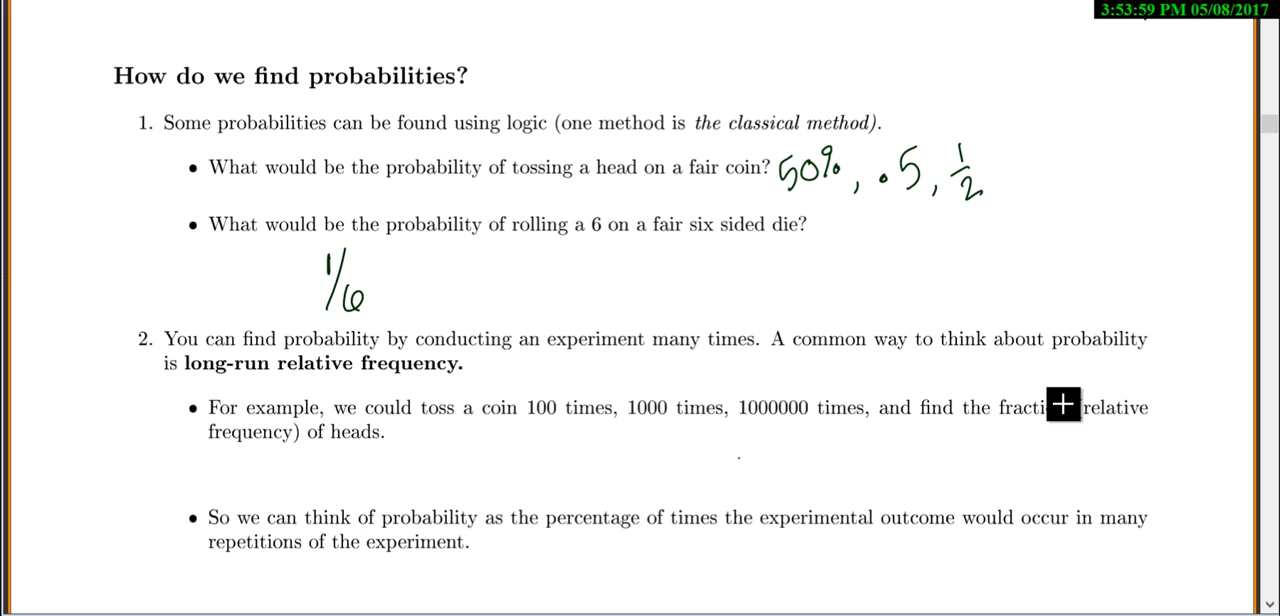 3:53:59 PM 05/08/2017
How do we find probabilities?
1. Some probabilities can be found using logic (one method is the classical method).
• What would be the probability of tossing a head on a fair coin? 50%, .5, 1/2
• What would be the probability of rolling a 6 on a fair six sided die?
1/6
2. You can find probability by conducting an experiment many times. A common way to think about probability
is long-run relative frequency.
• For example, we could toss a coin 100 times, 1000 times, 1000000 times, and find the fracti relative
frequency) of heads.
• So we can think of probability as the percentage of times the experimental outcome would occur in many
repetitions of the experiment.